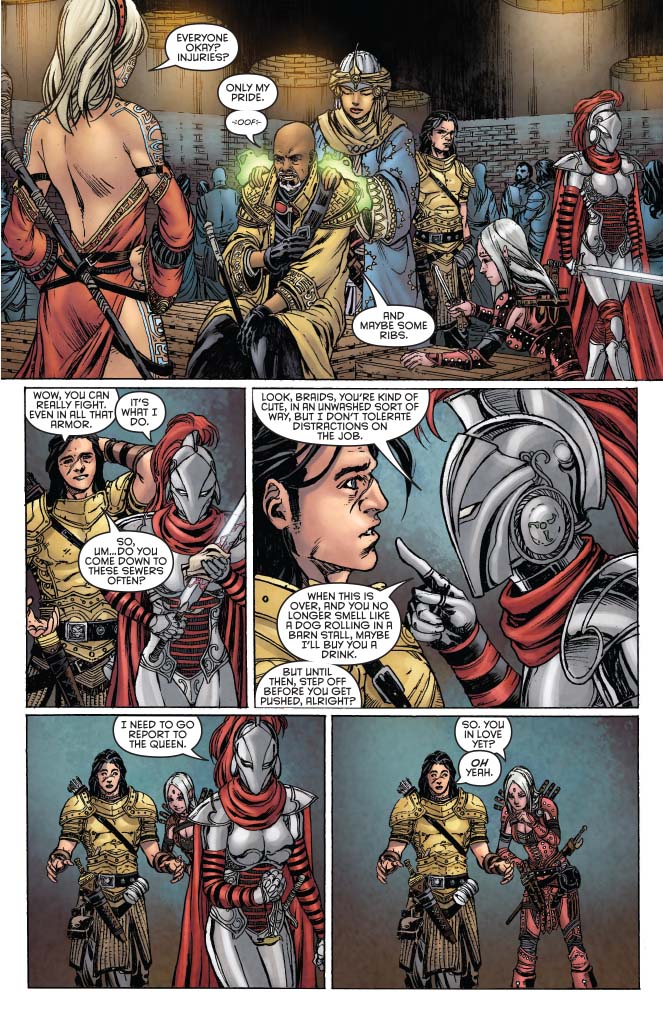 EVERYONE
OKAY?
INJURIES?
ONLY MY
PRIDE.
-<OOF>-
AND
MAYBE SOME
RIBS.
WOW, YOU CAN
REALLY FIGHT.
EVEN IN ALL THAT
ARMOR.
IT'S
WHAT I
DO.
SO,
UM...DO YOU
COME DOWN TO
THESE SEWERS
OFTEN?
LOOK, BRAIDS, YOU'RE KIND OF
CUTE, IN AN UNWASHED SORT OF
WAY, BUT I DON'T TOLERATE
DISTRACTIONS ON
THE JOB.
WHEN THIS IS
OVER, AND YOU NO
LONGER SMELL LIKE
A DOG ROLLING IN A
BARN STALL, MAYBE
I'LL BUY YOU A
DRINK.
BUT UNTIL
THEN, STEP OFF
BEFORE YOU GET
PUSHED, ALRIGHT?
I NEED TO GO
REPORT TO
THE QUEEN.
SO. YOU
IN LOVE
YET?
OH
YEAH.